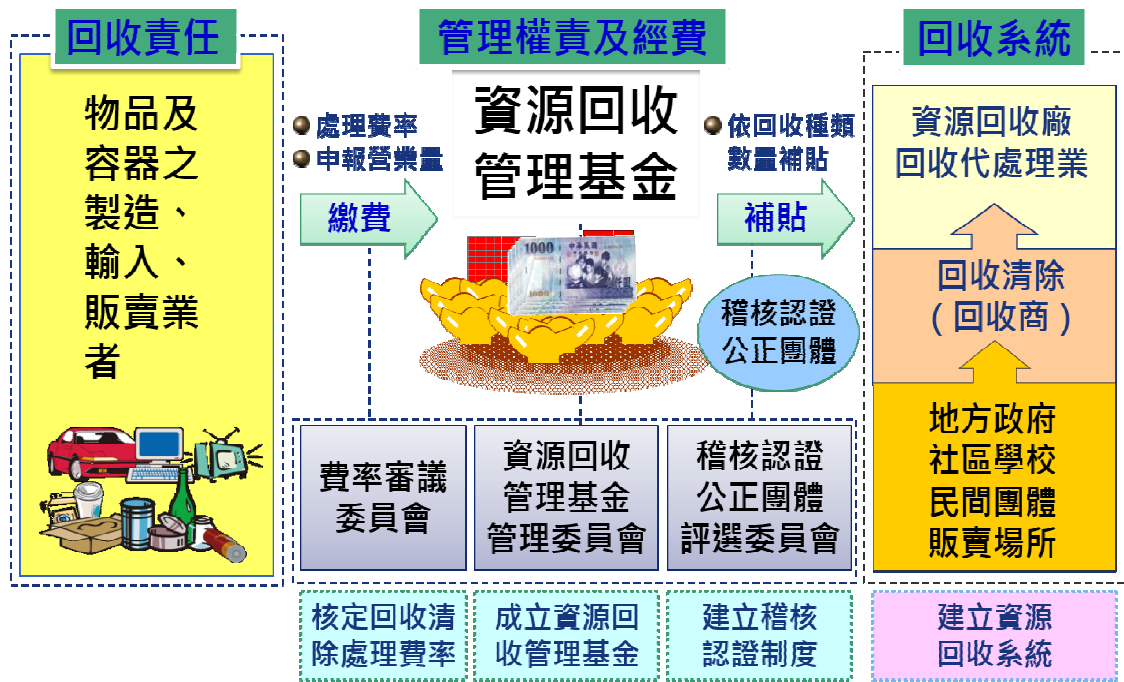 回收責任
物品及
容器之
製造、
輸入、
販賣業
者
管理權責及經費
處理費率
申報營業量
繳費
資源回收
管理基金
1000
中華民國
1000
依回收種類
數量補貼
補貼
稽核認證
公正團體
費率審議
委員會
資源回收
管理基金
管理委員會
稽核認證
公正團體
評選委員會
核定回收清
除處理費率
成立資源回
收管理基金
建立稽核
認證制度
回收系統
資源回收廠
回收代處理業
回收清除
(回收商)
地方政府
社區學校
民間團體
販賣場所
建立資源
回收系統